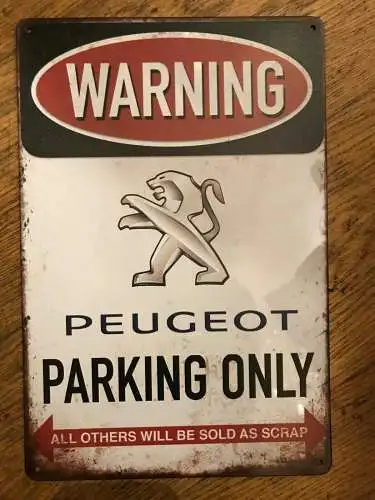 WARNING
PEUGEOT
PARKING ONLY
ALL OTHERS WILL BE SOLD AS SCRAP